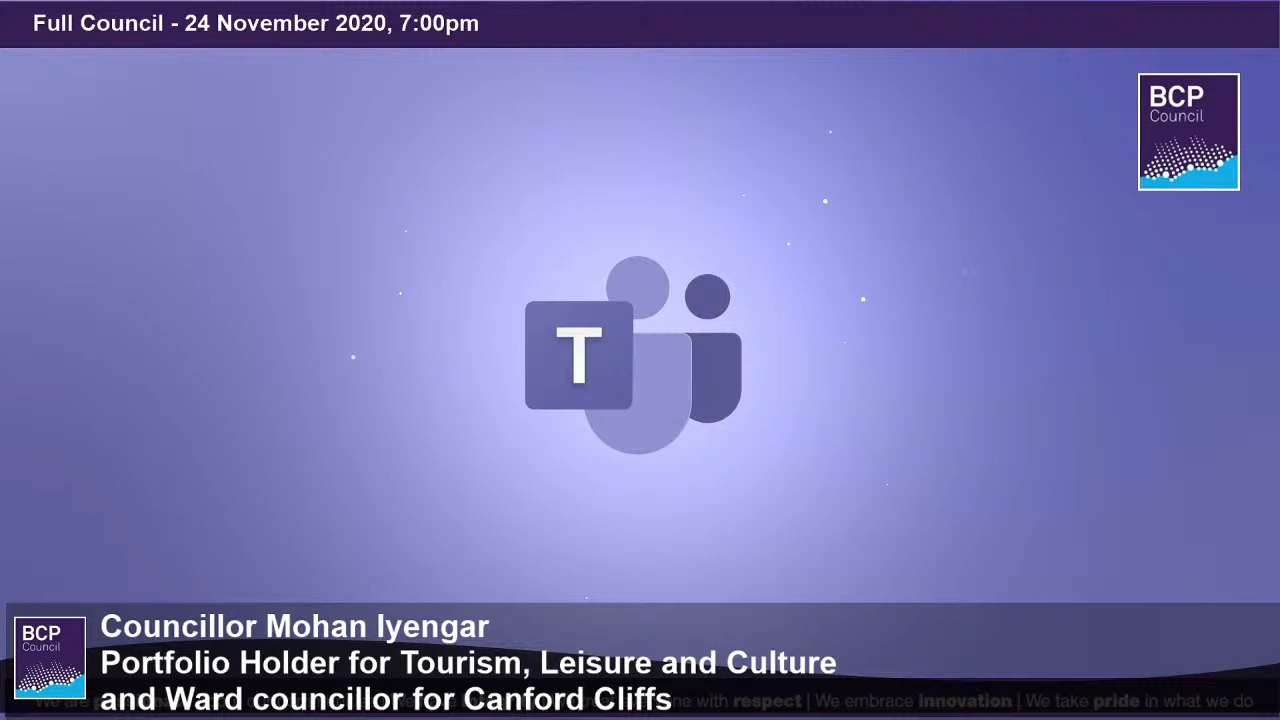 Full Council - 24 November 2020, 7:00pm
BCP
Council
T
BCP
Council
Councillor Mohan Iyengar
Portfolio Holder for Tourism, Leisure and Culture
and Ward councillor for Canford Cliffs
We are
ne with respect | We embrace innovation | We take pride in what we do